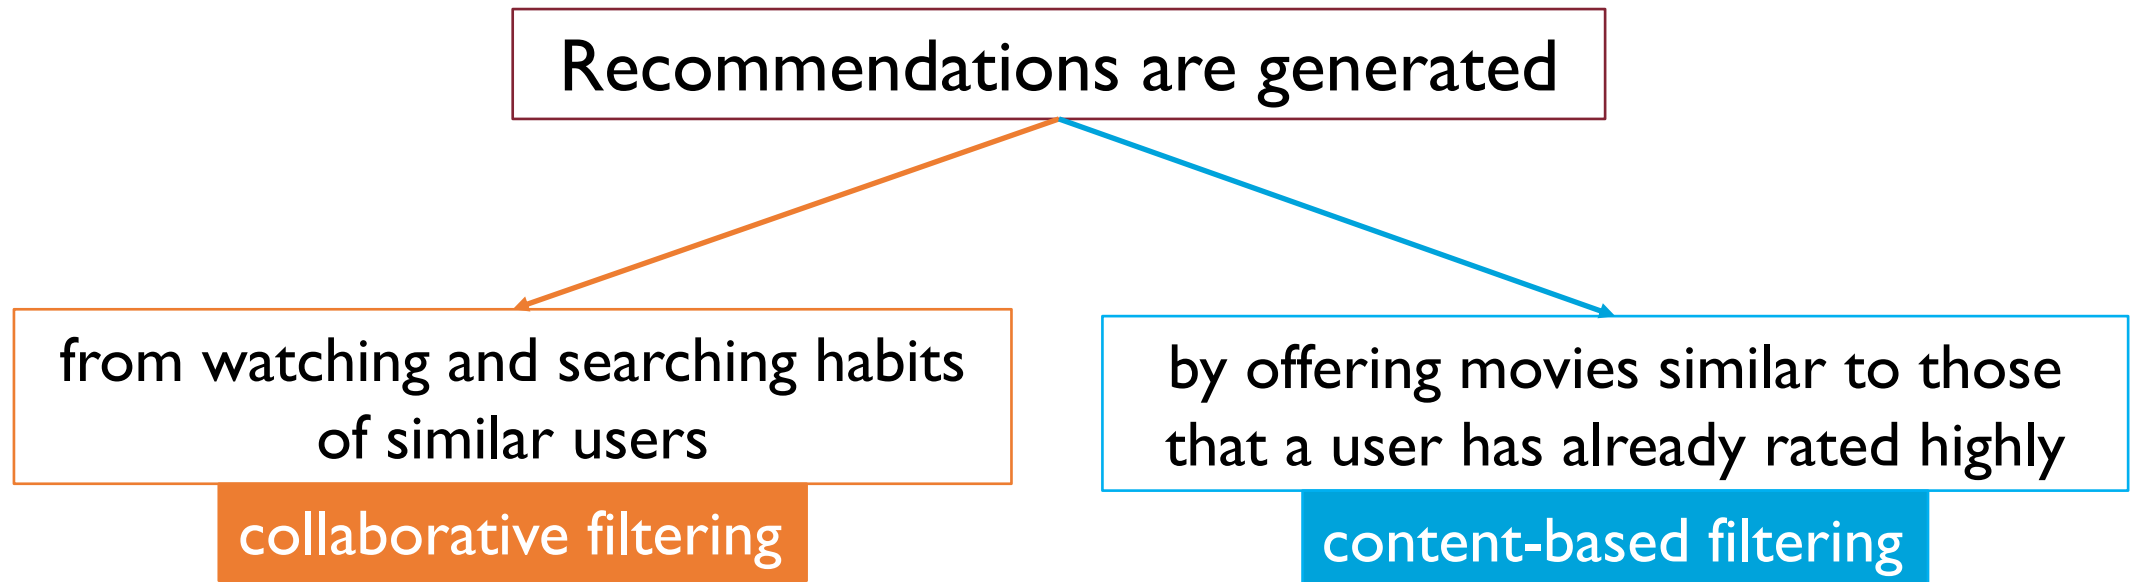 Recommendations are generated
from watching and searching habits
of similar users
collaborative filtering
by offering movies similar to those
that a user has already rated highly
content-based filtering